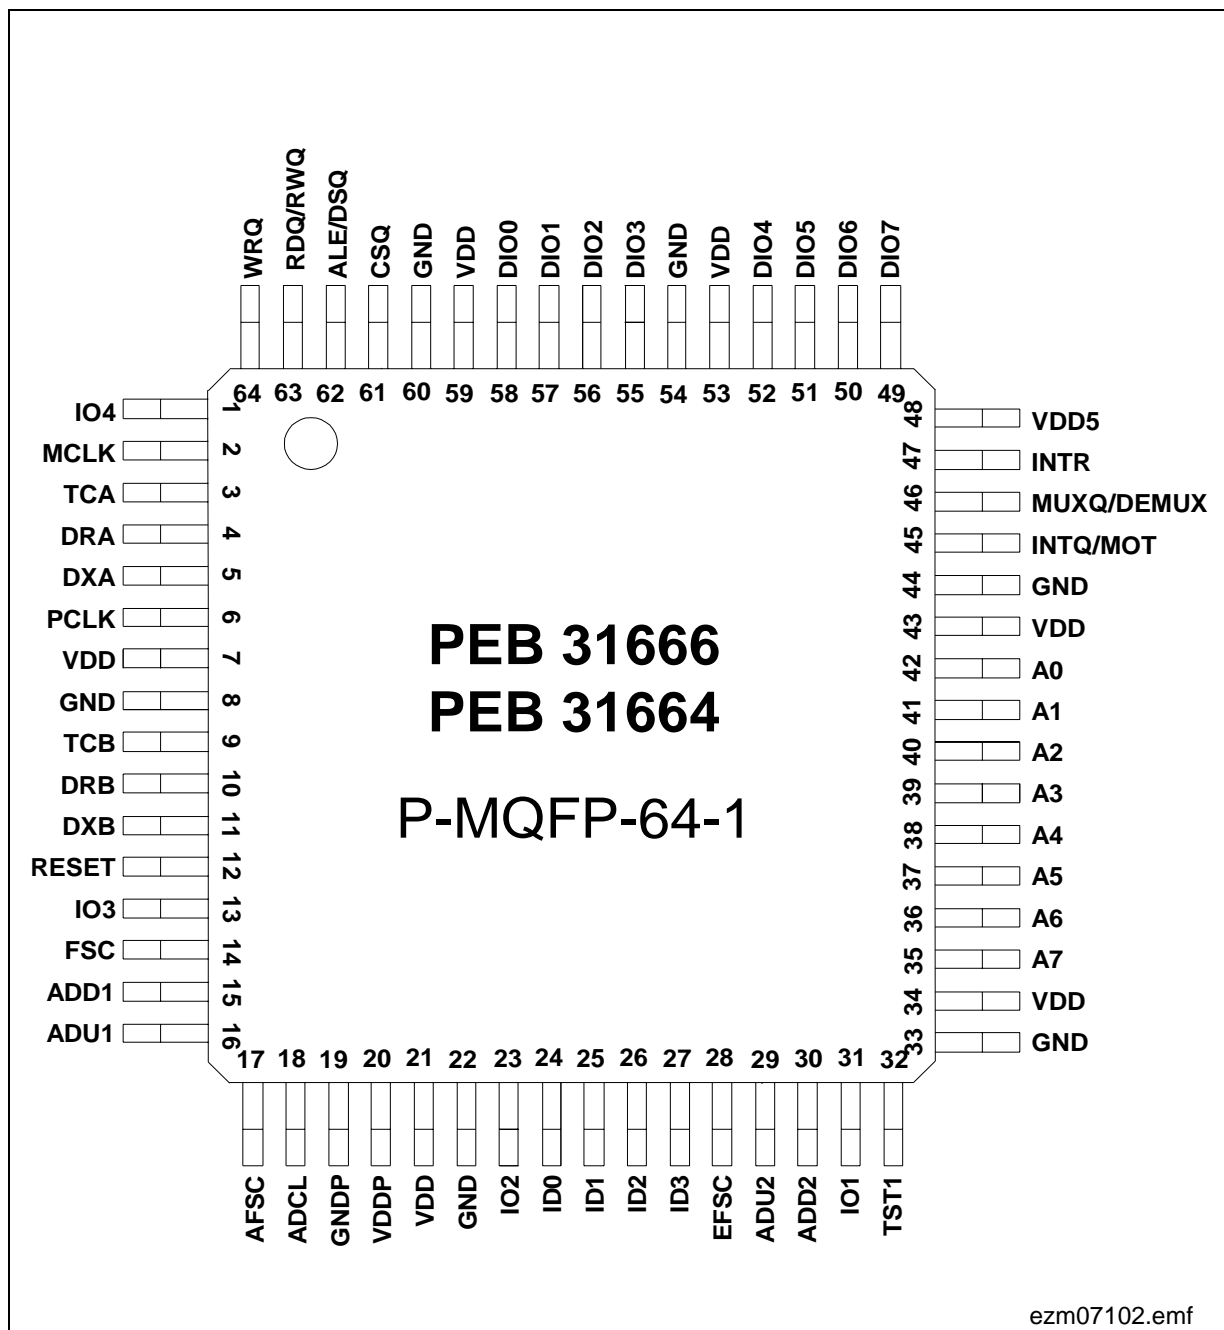 WRQ
RDQ/RWQ
ALE/DSQ
CSQ
GND
VDD
DIO0
DIO1
DIO2
DIO3
GND
VDD
DIO4
DIO5
DIO6
DIO7
64
63
62
61
60
59
58
57
56
55
54
53
52
51
50
49
IO4
MCLK
TCA
DRA
DXA
PCLK
VDD
GND
TCB
DRB
DXB
RESET
IO3
FSC
ADD1
ADU1
1
2
3
4
5
6
7
8
9
10
11
12
13
14
15
16
PEB 31666
PEB 31664
P-MQFP-64-1
48
47
46
45
44
43
42
41
40
39
38
37
36
35
34
33
VDD5
INTR
MUXQ/DEMUX
INTQ/MOT
GND
VDD
A0
A1
A2
A3
A4
A5
A6
A7
VDD
GND
17
18
19
20
21
22
23
24
25
26
27
28
29
30
31
32
AFSC
ADCL
GNDP
VDDP
VDD
GND
IO2
ID0
ID1
ID2
ID3
EFSC
ADU2
ADD2
IO1
TST1
ezm07102.emf